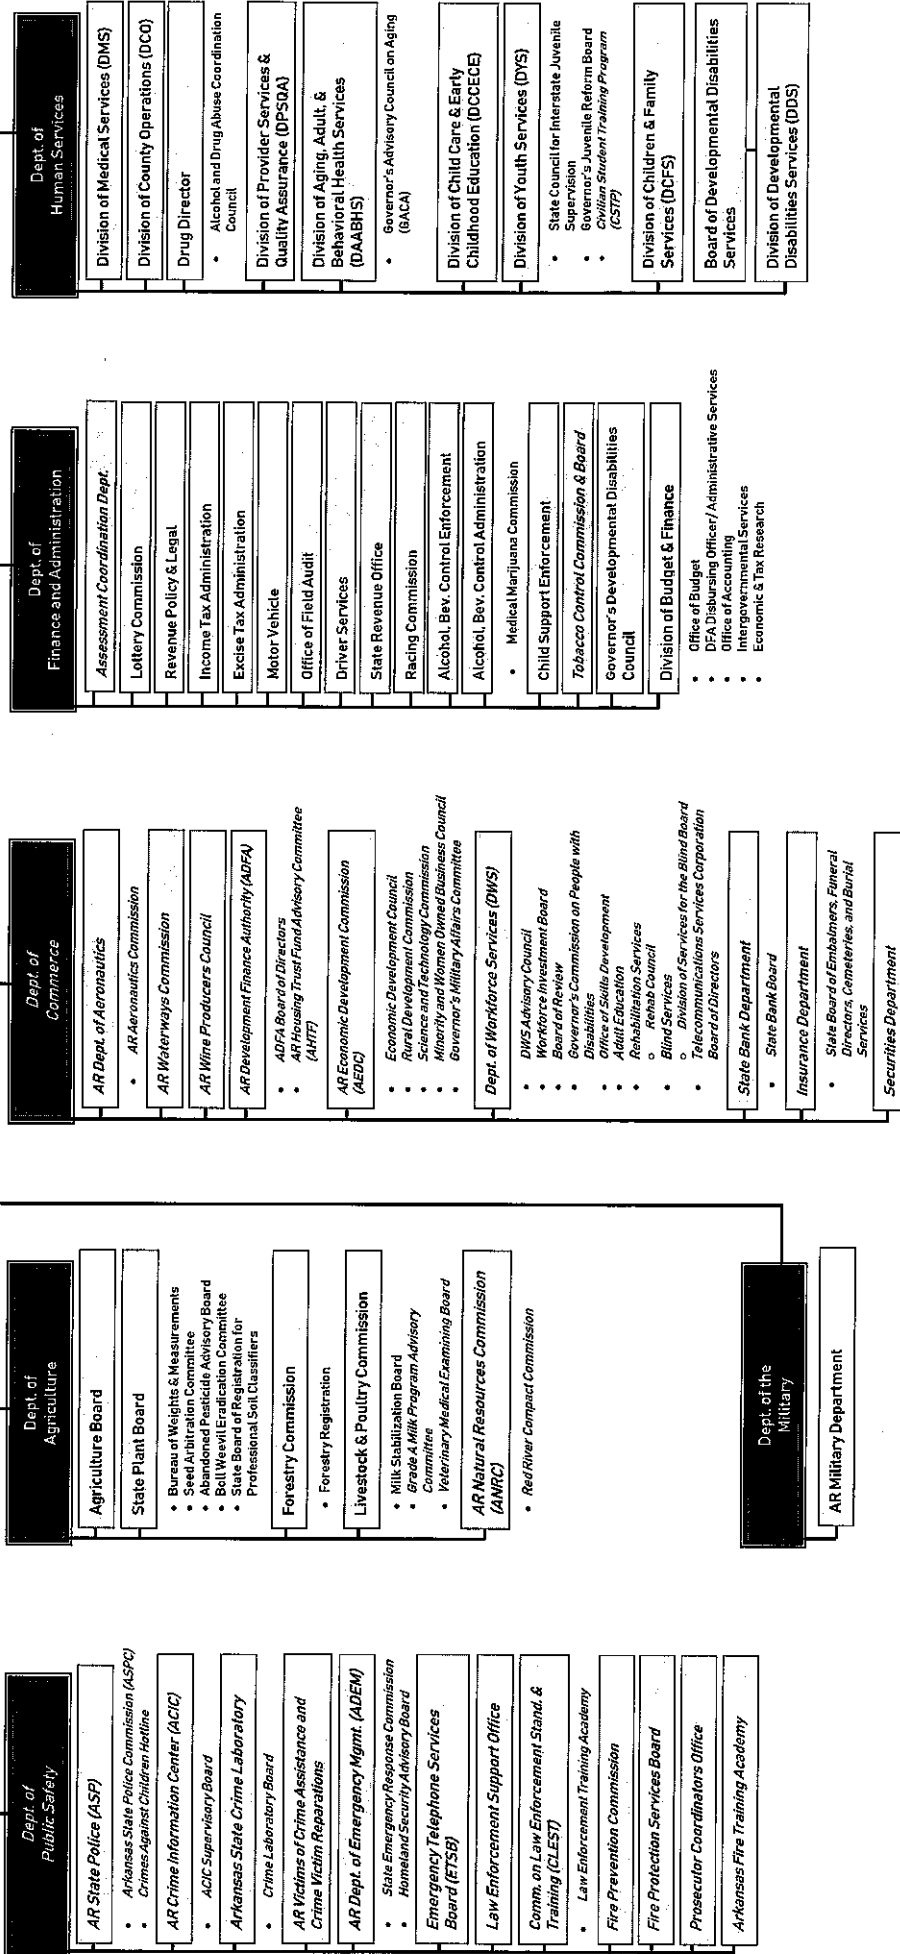 Dept. of
Public Safety
AR State Police (ASP)
• Arkansas State Police Commission (ASPC)
• Crimes Against Children Hotline
AR Crime Information Center (ACIC)
• ACIC Supervisory Board
Arkansas State Crime Laboratory
• Crime Laboratory Board
AR Victims of Crime Assistance and
Crime Victim Reparations
AR Dept. of Emergency Mgmt. (ADEM)
• State Emergency Response Commission
• Homeland Security Advisory Board
Emergency Telephone Services
Board (ETSB)
Law Enforcement Support Office
Comm. on Law Enforcement Stand. &
Training (CLEST)
• Law Enforcement Training Academy
Fire Prevention Commission
Fire Protection Services Board
Prosecutor Coordinators Office
Arkansas Fire Training Academy
Dept. of
Agriculture
Agriculture Board
State Plant Board
• Bureau of Weights & Measurements
• Seed Arbitration Committee
• Abandoned Pesticide Advisory Board
• Boll Weevil Eradication Committee
• State Board of Registration for
Professional Soil Classifiers
Forestry Commission
• Forestry Registration
Livestock & Poultry Commission
• Milk Stabilization Board
• Grade A Milk Program Advisory
Committee
• Veterinary Medical Examining Board
AR Natural Resources Commission
(ANRC)
• Red River Compact Commission
Dept. of the
Military
AR Military Department
Dept. of
Commerce
AR Dept. of Aeronautics
• AR Aeronautics Commission
AR Waterways Commission
AR Wine Producers Council
AR Development Finance Authority (ADFA)
• ADFA Board of Directors
• AR Housing Trust Fund Advisory Committee
(AHTF)
AR Economic Development Commission
(AEDC)
• Economic Development Council
• Rural Development Commission
• Science and Technology Commission
• Minority and Women Owned Business Council
• Governor's Military Affairs Committee
Dept. of Workforce Services (DWS)
• DWS Advisory Council
• Workforce Investment Board
• Board of Review
• Governor's Commission on People with
Disabilities
• Office of Skills Development
• Adult Education
• Rehabilitation Services
o Rehab Council
• Blind Services
o Division of Services for the Blind Board
• Telecommunications Services Corporation
Board of Directors
State Bank Department
• State Bank Board
Insurance Department
• State Board of Embalmers, Funeral
Directors, Cemeteries, and Burial
Services
Securities Department
Dept. of
Finance and Administration
Assessment Coordination Dept.
Lottery Commission
Revenue Policy & Legal
Income Tax Administration
Excise Tax Administration
Motor Vehicle
Office of Field Audit
Driver Services
State Revenue Office
Racing Commission
Alcohol. Bev. Control Enforcement
Alcohiol. Bev. Control Administration
• Medical Marijuana Commission
Child Support Enforcement
Tobacco Control Commission & Board
Governor's Developmental Disabilities
Council
Division of Budget & Finance
• Office of Budget
• DFA Disbursing Officer/ Administrative Services
• Office of Accounting
• Intergovernmental Services
• Economic & Tax Research
Dept. of
Human Services
Division of Medical Services (DMS)
Division of County Operations (DCO)
Drug Director
• Alcohol and Drug Abuse Coordination
Council
Division of Provider Services &
Quality Assurance (DPSQA)
Division of Aging, Adult, &
Behavioral Health Services
(DAABHS)
• Governor's Advisory Council on Aging
(GACA)
Division of Child Care & Early
Childhood Education (DCCECE)
Division of Youth Services (DYS)
• State Council for Interstate Juvenile
Supervision
• Governor's Juvenile Reform Board
• Civilian Student Training Program
(CSTP)
Division of Children & Family
Services (DCFS)
Board of Developmental Disabilities
Services
Division of Developmental
Disabilities Services (DDS)